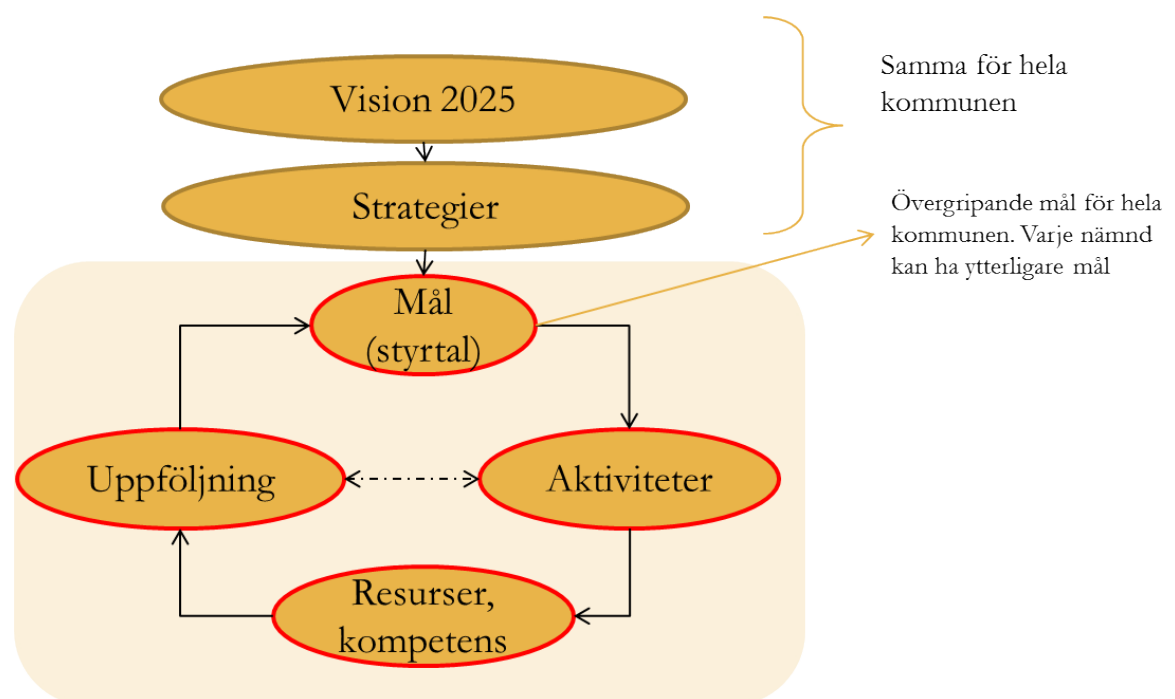 Vision 2025
Samma för hela
kommunen
Strategier
Övergripande mål för hela
kommunen. Varje nämnd
kan ha ytterligare mål
Mål
(styrtal)
Uppföljning
Aktiviteter
Resurser,
kompetens